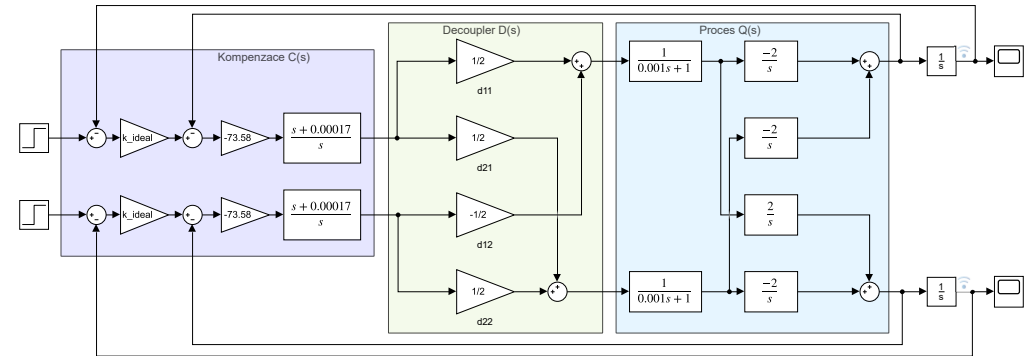 Decoupler D(s)
Proces Q(s)
Kompenzace C(s)
1/2
d11
1
0.001s + 1
-2
s
1
s
k_ideal
-73.58
s + 0.00017
s
1/2
d21
-2
s
k_ideal
-73.58
s + 0.00017
s
-1/2
d12
2
s
1/2
d22
1
0.001s + 1
-2
s
1
s